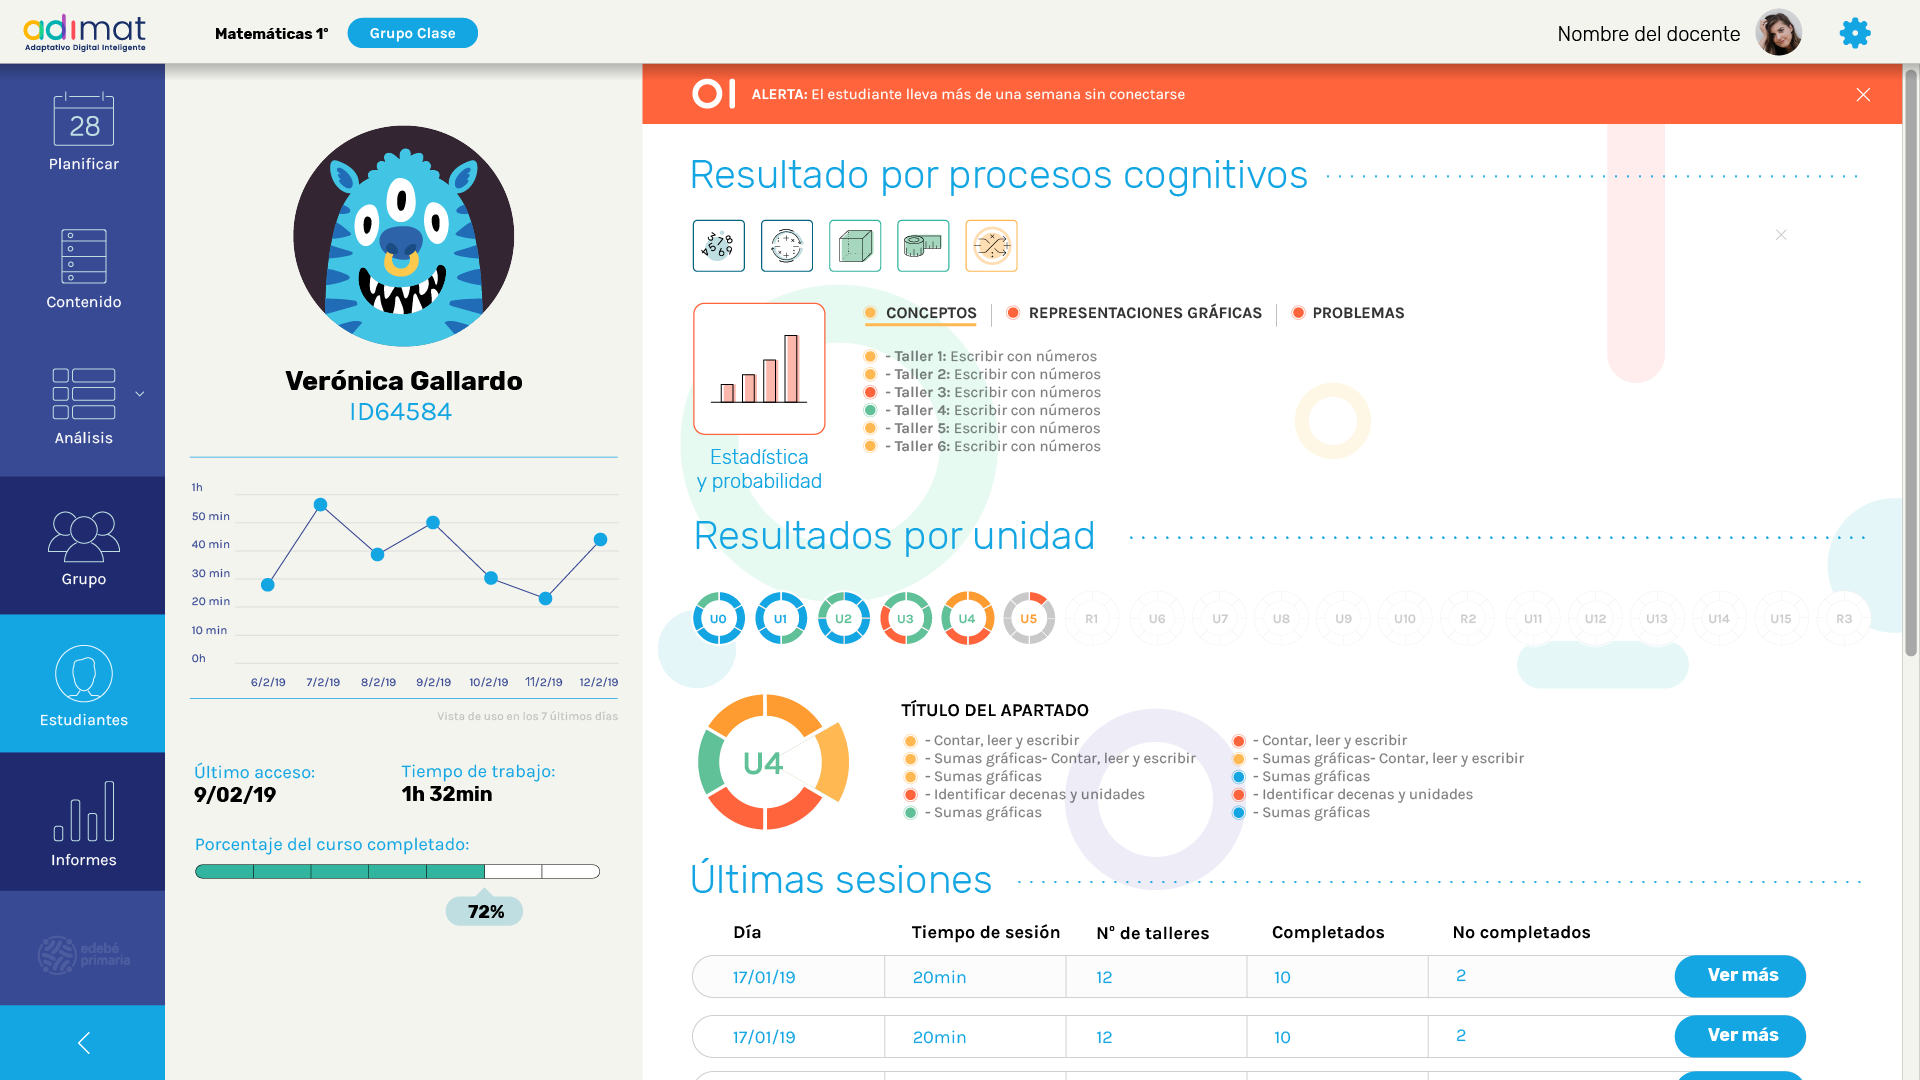 adimat
Adaptativo Digital Inteligente
Matemáticas 1º
Grupo Clase
Nombre del docente
28
Planificar
Contenido
Análisis
Grupo
Estudiantes
Informes
edebé
primaria
Verónica Gallardo
ID64584
1h
50 min
40 min
30 min
20 min
10 min
0h
6/2/19 7/2/19 8/2/19 9/2/19 10/2/19 11/2/19 12/2/19
Vista de uso en los 7 últimos días
Último acceso:
9/02/19
Tiempo de trabajo:
1h 32min
Porcentaje del curso completado:
72%
ALERTA: El estudiante lleva más de una semana sin conectarse
Resultado por procesos cognitivos
Estadística
y probabilidad
CONCEPTOS
REPRESENTACIONES GRÁFICAS
PROBLEMAS
- Taller 1: Escribir con números
- Taller 2: Escribir con números
- Taller 3: Escribir con números
- Taller 4: Escribir con números
- Taller 5: Escribir con números
- Taller 6: Escribir con números
Resultados por unidad
U0 U1 U2 U3 U4 U5 R1 U6 U7 U8 U9 U10 R2 U11 U12 U13 U14 U15 R3
U4
TÍTULO DEL APARTADO
- Contar, leer y escribir
- Sumas gráficas- Contar, leer y escribir
- Sumas gráficas
- Identificar decenas y unidades
- Sumas gráficas
- Contar, leer y escribir
- Sumas gráficas- Contar, leer y escribir
- Sumas gráficas
- Identificar decenas y unidades
- Sumas gráficas
Últimas sesiones
Día Tiempo de sesión Nº de talleres Completados No completados
17/01/19 20min 12 10 2 Ver más
17/01/19 20min 12 10 2 Ver más